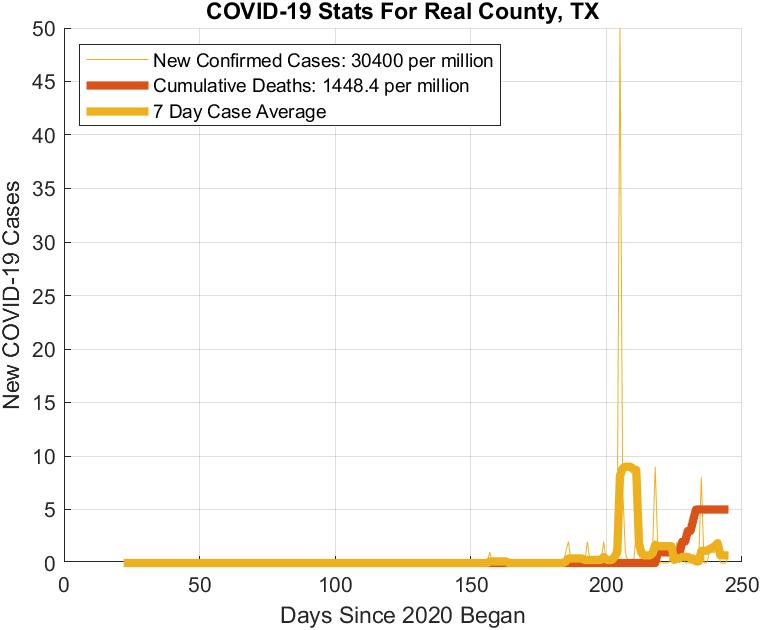 COVID-19 Stats For Real County, TX
New Confirmed Cases: 30400 per million
Cumulative Deaths: 1448.4 per million
7 Day Case Average
New COVID-19 Cases
50
45
40
35
30
25
20
15
10
5
0
0 50 100 150 200 250
Days Since 2020 Began